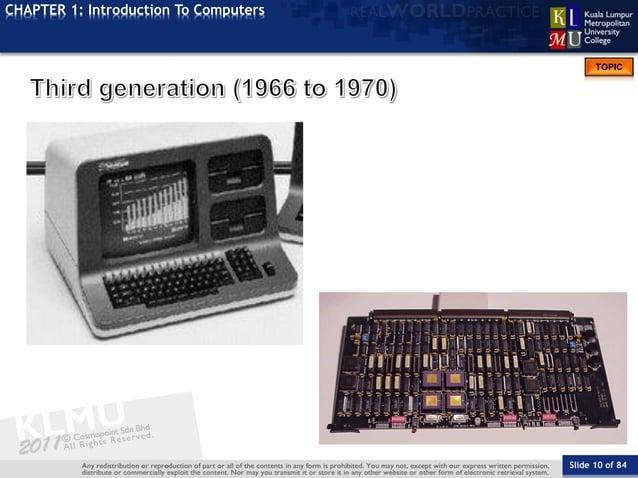 CHAPTER 1: Introduction To Computers
REALWORLDPRACTICE
KLMU
Kuala Lumpur
Metropolitan
University
College
TOPIC
Third generation (1966 to 1970)
KLMU
2011© Cosmopoint Sdn Bhd.
All Rights Reserved.
Any redistribution or reproduction of part or all of the contents in any form is prohibited. You may not, except with our express written permission,
distribute or commercially exploit the content. Nor may you transmit it or store it in any other website or other form of electronic retrieval system.
Slide 10 of 84